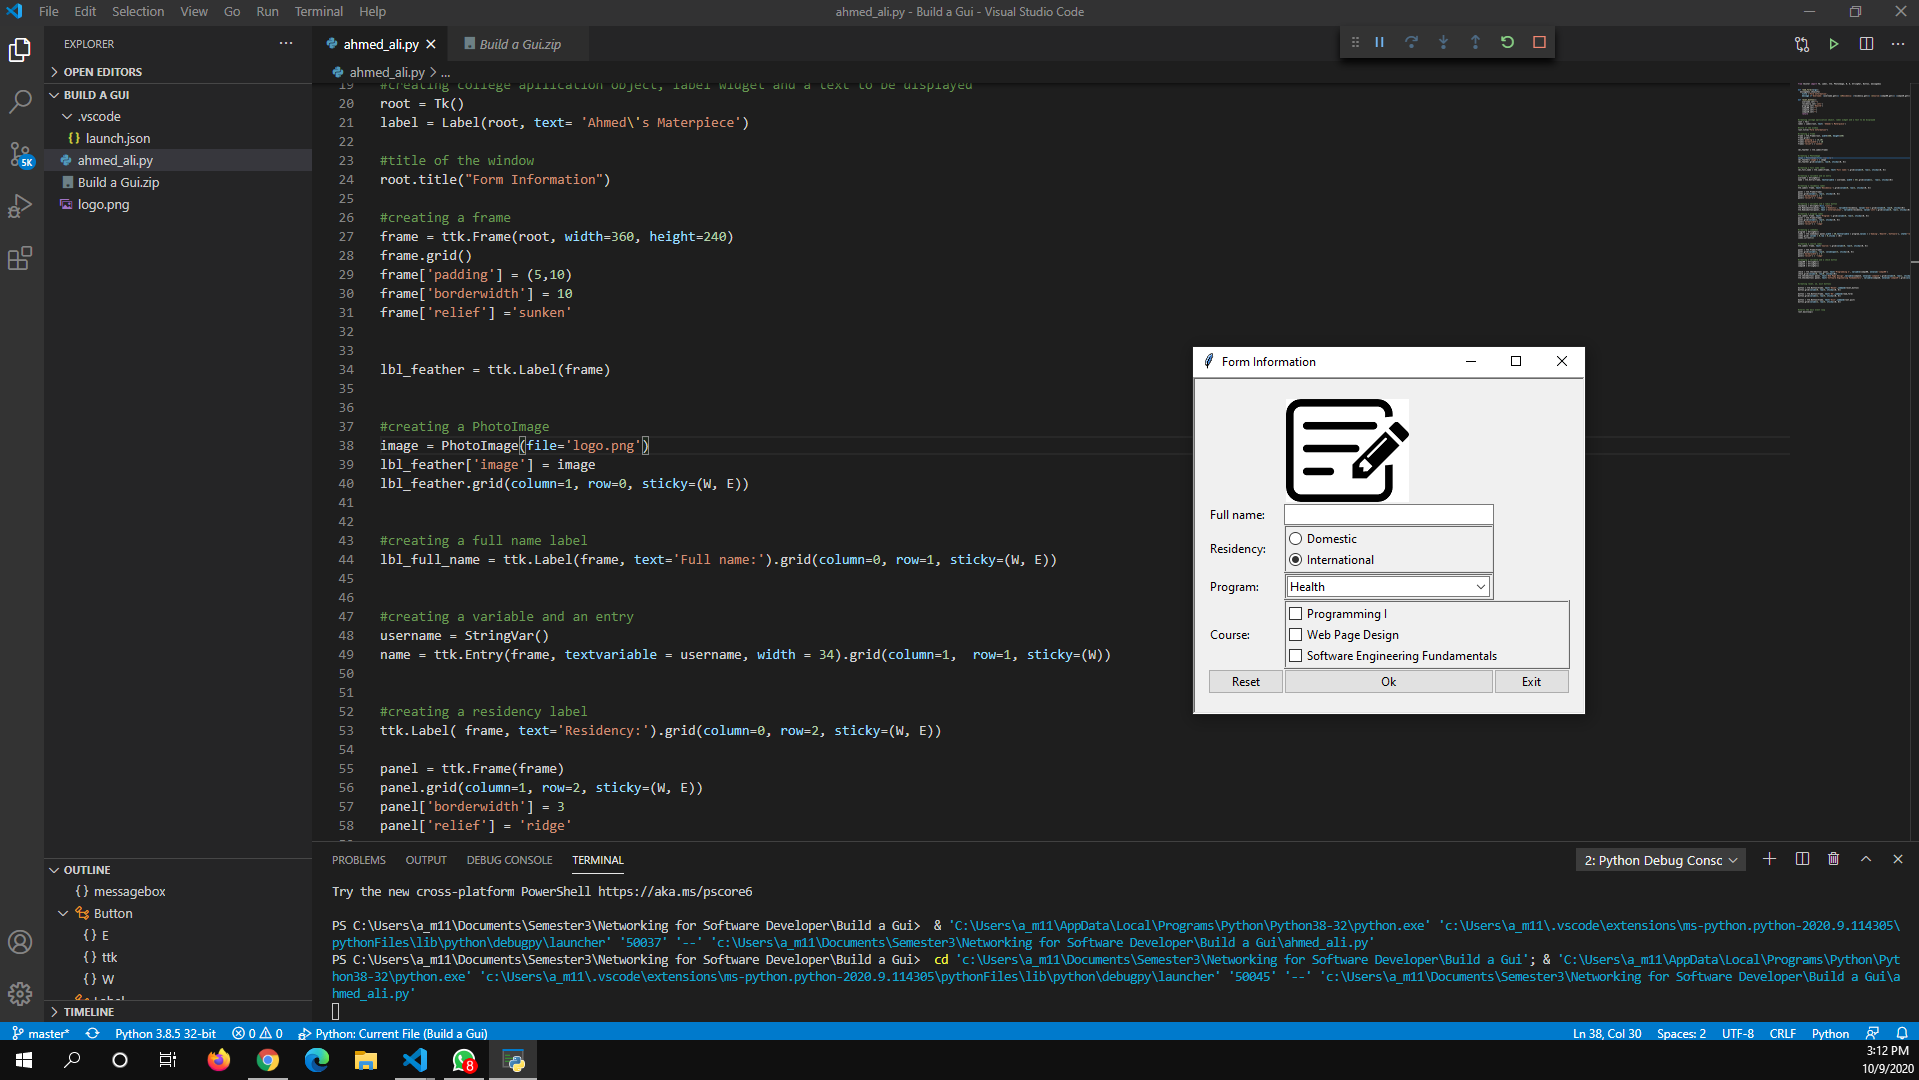 File Edit Selection View Go Run Terminal Help
ahmed_ali.py - Build a Gui - Visual Studio Code
EXPLORER
OPEN EDITORS
BUILD A GUI
.vscode
{} launch.json
ahmed_ali.py
Build a Gui.zip
logo.png
OUTLINE
{} messagebox
Button
{} E
{} ttk
{} W
Label
TIMELINE
ahmed_ali.py
Build a Gui.zip
ahmed_ali.py > ...
19 #creating college apllication object, label widget and a text to be displayed
20 root = Tk()
21 label = Label(root, text= 'Ahmed\'s Materpiece')
22
23 #title of the window
24 root.title("Form Information")
25
26 #creating a frame
27 frame = ttk.Frame(root, width=360, height=240)
28 frame.grid()
29 frame['padding'] = (5,10)
30 frame['borderwidth'] = 10
31 frame['relief'] ='sunken'
32
33
34 lbl_feather = ttk.Label(frame)
35
36
37 #creating a PhotoImage
38 image = PhotoImage(file='logo.png')
39 lbl_feather['image'] = image
40 lbl_feather.grid(column=1, row=0, sticky=(W, E))
41
42
43 #creating a full name label
44 lbl_full_name = ttk.Label(frame, text='Full name:').grid(column=0, row=1, sticky=(W, E))
45
46
47 #creating a variable and an entry
48 username = StringVar()
49 name = ttk.Entry(frame, textvariable = username, width = 34).grid(column=1,  row=1, sticky=(W))
50
51
52 #creating a residency label
53 ttk.Label( frame, text='Residency:').grid(column=0, row=2, sticky=(W, E))
54
55 panel = ttk.Frame(frame)
56 panel.grid(column=1, row=2, sticky=(W, E))
57 panel['borderwidth'] = 3
58 panel['relief'] = 'ridge'
Form Information
Full name:
Residency:
Domestic
International
Program:
Health
Course:
Programming I
Web Page Design
Software Engineering Fundamentals
Reset Ok Exit
PROBLEMS OUTPUT DEBUG CONSOLE TERMINAL
2: Python Debug Consc
Try the new cross-platform PowerShell https://aka.ms/pscore6
PS C:\Users\a_m11\Documents\Semester3\Networking for Software Developer\Build a Gui>  & 'C:\Users\a_m11\AppData\Local\Programs\Python\Python38-32\python.exe' 'c:\Users\a_m11\.vscode\extensions\ms-python.python-2020.9.114305\
pythonFiles\lib\python\debugpy\launcher' '50037' '--' 'c:\Users\a_m11\Documents\Semester3\Networking for Software Developer\Build a Gui\ahmed_ali.py'
PS C:\Users\a_m11\Documents\Semester3\Networking for Software Developer\Build a Gui>  cd 'c:\Users\a_m11\Documents\Semester3\Networking for Software Developer\Build a Gui'; & 'C:\Users\a_m11\AppData\Local\Programs\Python\Pyt
hon38-32\python.exe' 'c:\Users\a_m11\.vscode\extensions\ms-python.python-2020.9.114305\pythonFiles\lib\python\debugpy\launcher' '50045' '--' 'c:\Users\a_m11\Documents\Semester3\Networking for Software Developer\Build a Gui\a
hmed_ali.py'
5K
master* Python 3.8.5 32-bit 0 0 Python: Current File (Build a Gui)
Ln 38, Col 30 Spaces: 2 UTF-8 CRLF Python
8
3:12 PM
10/9/2020